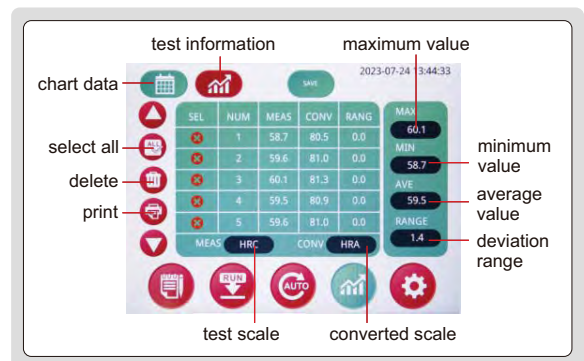 test information
maximum value
chart data
SAVE
2023-07-24 13:44:33
SEL NUM MEAS CONV RANG
1 58.7 80.5 0.0
2 59.6 81.0 0.0
3 60.1 81.3 0.0
4 59.5 80.9 0.0
5 59.6 81.0 0.0
MEAS HRC CONV HRA
MAX
60.1
MIN
58.7
AVE
59.5
RANGE
1.4
select all
ALL
delete
print
minimum
value
average
value
deviation
range
RUN
AUTO
test scale
converted scale